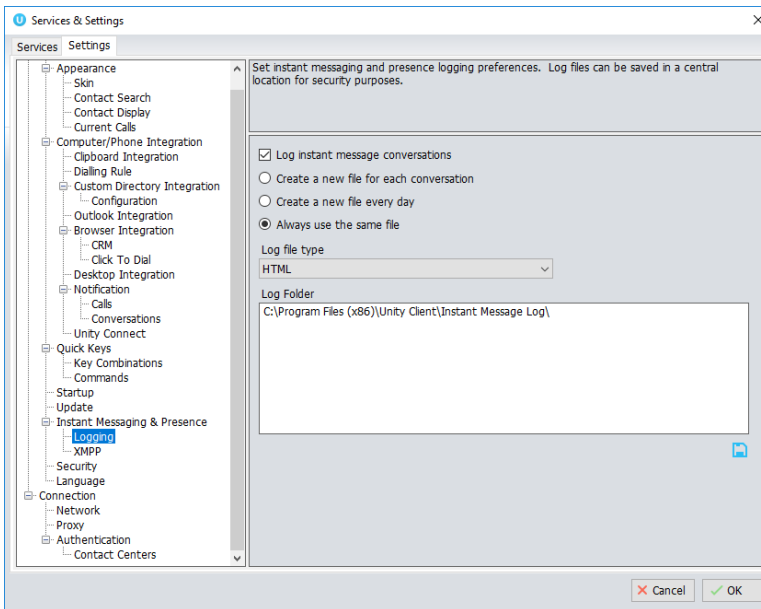 Services & Settings
Services
Settings
Appearance
Skin
Contact Search
Contact Display
Current Calls
Computer/Phone Integration
Clipboard Integration
Dialling Rule
Custom Directory Integration
Configuration
Outlook Integration
Browser Integration
CRM
Click To Dial
Desktop Integration
Notification
Calls
Conversations
Unity Connect
Quick Keys
Key Combinations
Commands
Startup
Update
Instant Messaging & Presence
Logging
XMPP
Security
Language
Connection
Network
Proxy
Authentication
Contact Centers
Set instant messaging and presence logging preferences. Log files can be saved in a central
location for security purposes.
Log instant message conversations
Create a new file for each conversation
Create a new file every day
Always use the same file
Log file type
HTML
Log Folder
C:\Program Files (x86)\Unity Client\Instant Message Log\
Cancel
OK